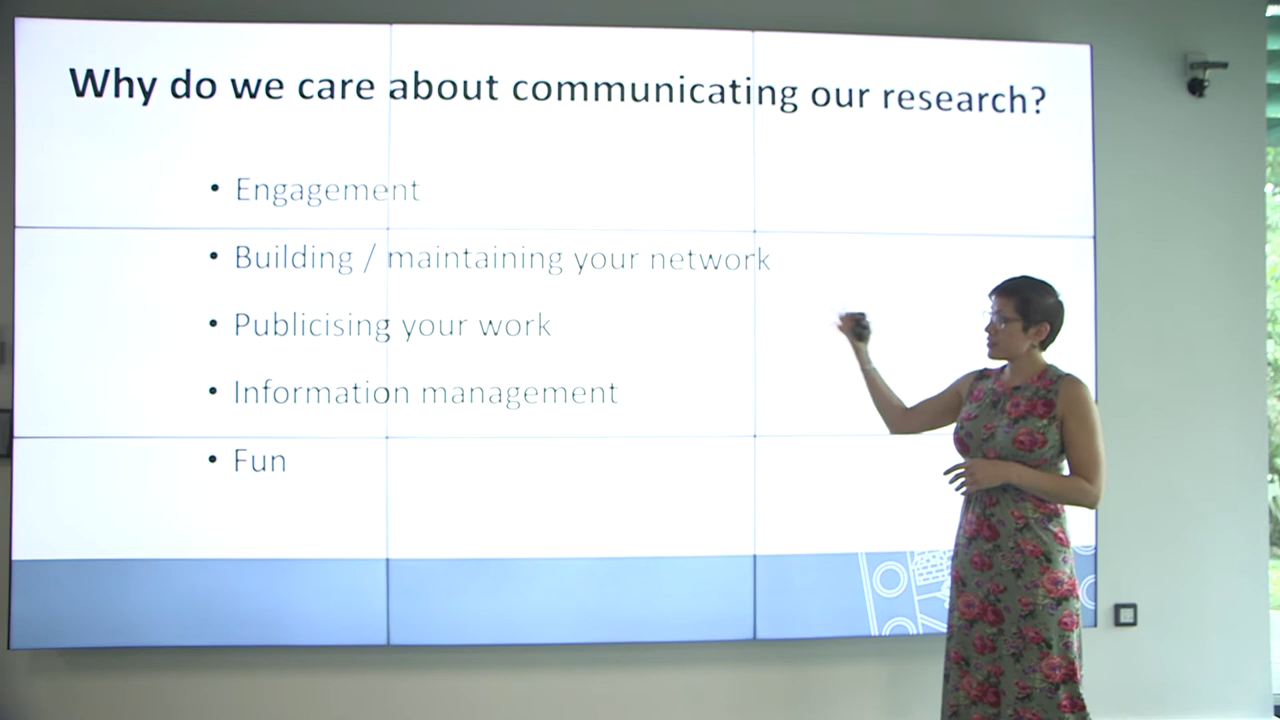 Why do we care about communicating our research?
• Engagement
• Building / maintaining your network
• Publicising your work
• Information management
• Fun